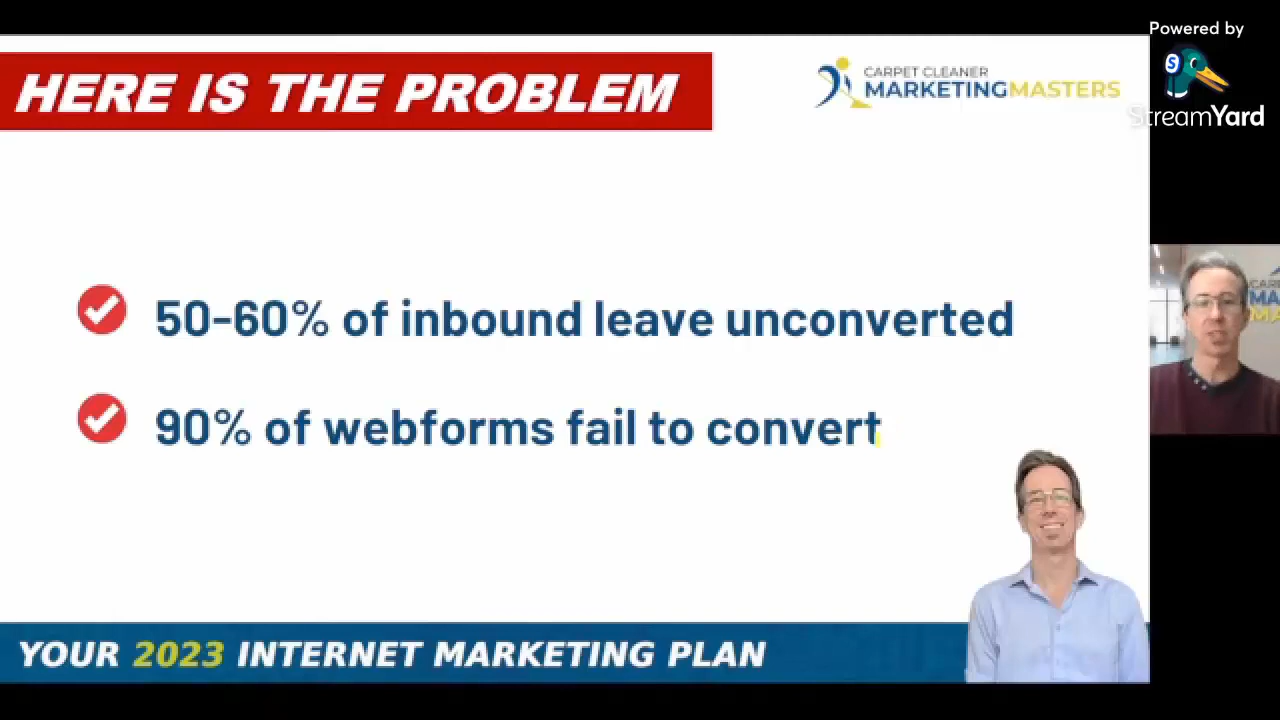 Powered by
StreamYard
HERE IS THE PROBLEM
CARPET CLEANER
MARKETINGMASTERS
50-60% of inbound leave unconverted
90% of webforms fail to convert
YOUR 2023 INTERNET MARKETING PLAN